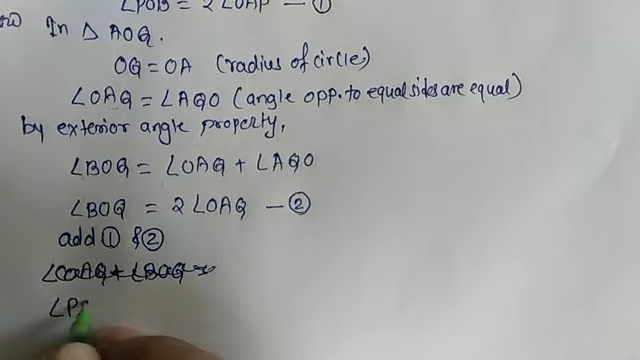 ∠POB = 2∠OAP — ①
In △ AOQ.
OQ = OA (radius of circle)
∠OAQ = ∠AQO (angle opp. to equal sides are equal)
by exterior angle property,
∠BOQ = ∠OAQ + ∠AQO
∠BOQ = 2∠OAQ — ②
add ① & ②